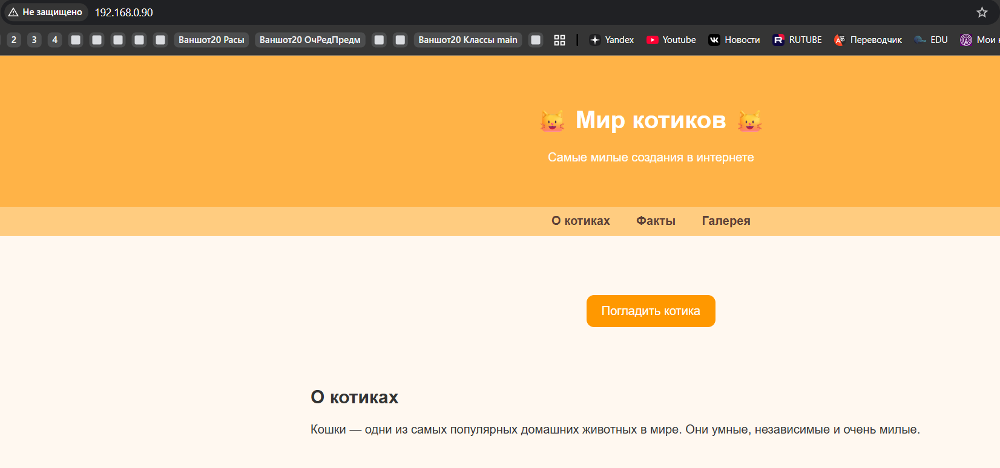 Не защищено 192.168.0.90
2 3 4 Ваншот20 Расы Ваншот20 ОчРедПредм Ваншот20 Классы main Yandex Youtube Новости RUTUBE Переводчик EDU Мои
Мир котиков
Самые милые создания в интернете
О котиках Факты Галерея
Погладить котика
О котиках
Кошки — одни из самых популярных домашних животных в мире. Они умные, независимые и очень милые.